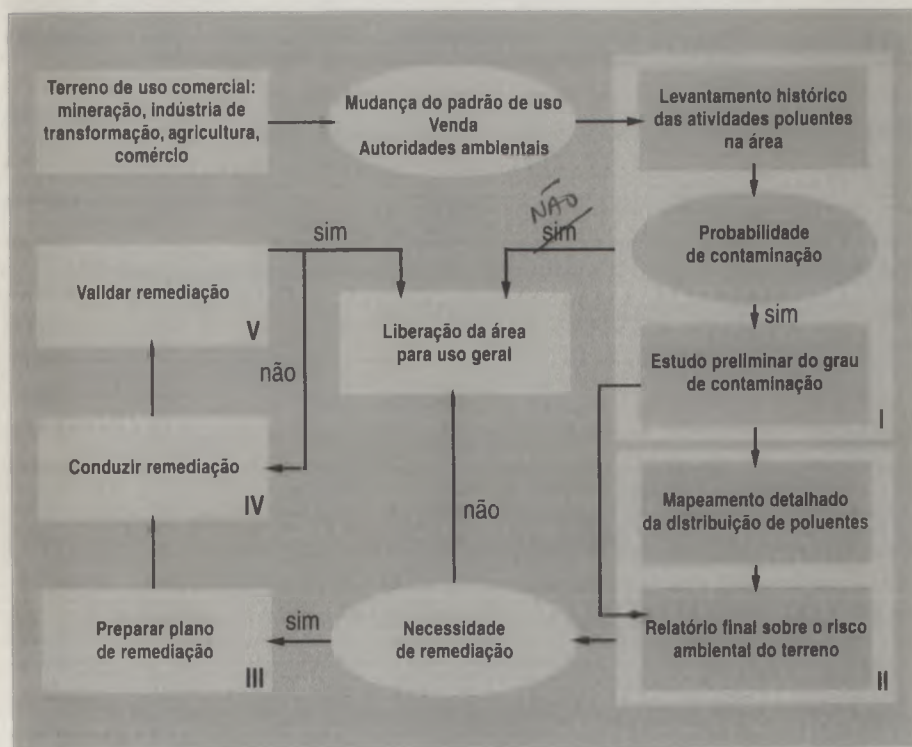 Terreno de uso comercial:
mineração, indústria de
transformação, agricultura,
comércio
Mudança do padrão de uso
Venda
Autoridades ambientais
Levantamento histórico
das atividades poluentes
na área
NÃO
sim
sim
Probabilidade
de contaminação
sim
Validar remediação
V
Liberação da área
para uso geral
não
Estudo preliminar do grau
de contaminação
I
Conduzir remediação
IV
não
Mapeamento detalhado
da distribuição de poluentes
Preparar plano
de remediação
III
sim
Necessidade
de remediação
Relatório final sobre o risco
ambiental do terreno
II